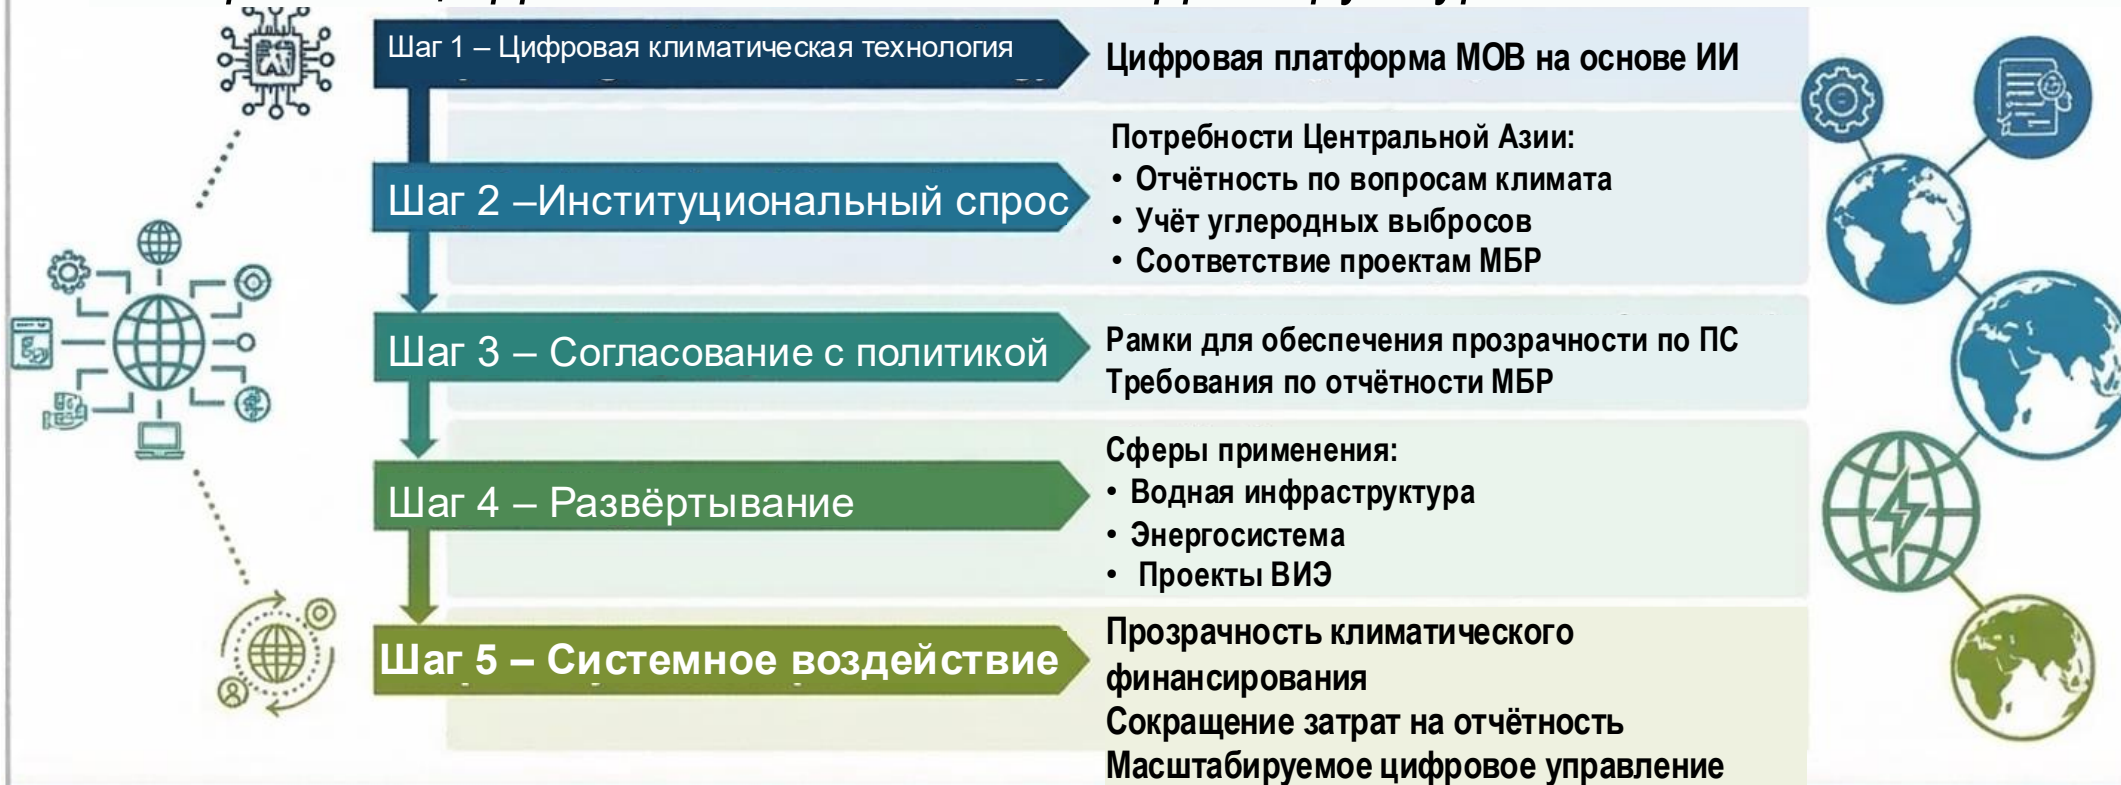 Шаг 1 – Цифровая климатическая технология
Цифровая платформа МОВ на основе ИИ
Шаг 2 –Институциональный спрос
Потребности Центральной Азии:
• Отчётность по вопросам климата
• Учёт углеродных выбросов
• Соответствие проектам МБР
Шаг 3 – Согласование с политикой
Рамки для обеспечения прозрачности по ПС
Требования по отчётности МБР
Шаг 4 – Развёртывание
Сферы применения:
• Водная инфраструктура
• Энергосистема
• Проекты ВИЭ
Шаг 5 – Системное воздействие
Прозрачность климатического
финансирования
Сокращение затрат на отчётность
Масштабируемое цифровое управление